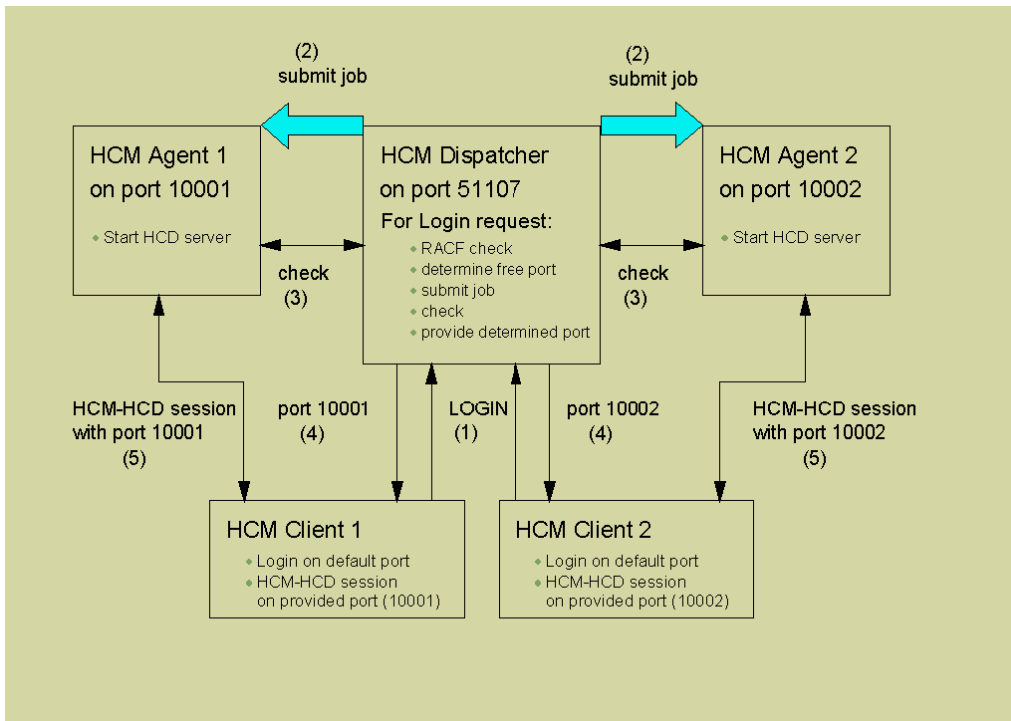 (2)
submit job
(2)
submit job
HCM Agent 1
on port 10001
• Start HCD server
HCM Dispatcher
on port 51107
For Login request:
• RACF check
• determine free port
• submit job
• check
• provide determined port
HCM Agent 2
on port 10002
• Start HCD server
check
(3)
check
(3)
HCM-HCD session
with port 10001
(5)
port 10001
(4)
LOGIN
(1)
port 10002
(4)
HCM-HCD session
with port 10002
(5)
HCM Client 1
• Login on default port
• HCM-HCD session
on provided port (10001)
HCM Client 2
• Login on default port
• HCM-HCD session
on provided port (10002)